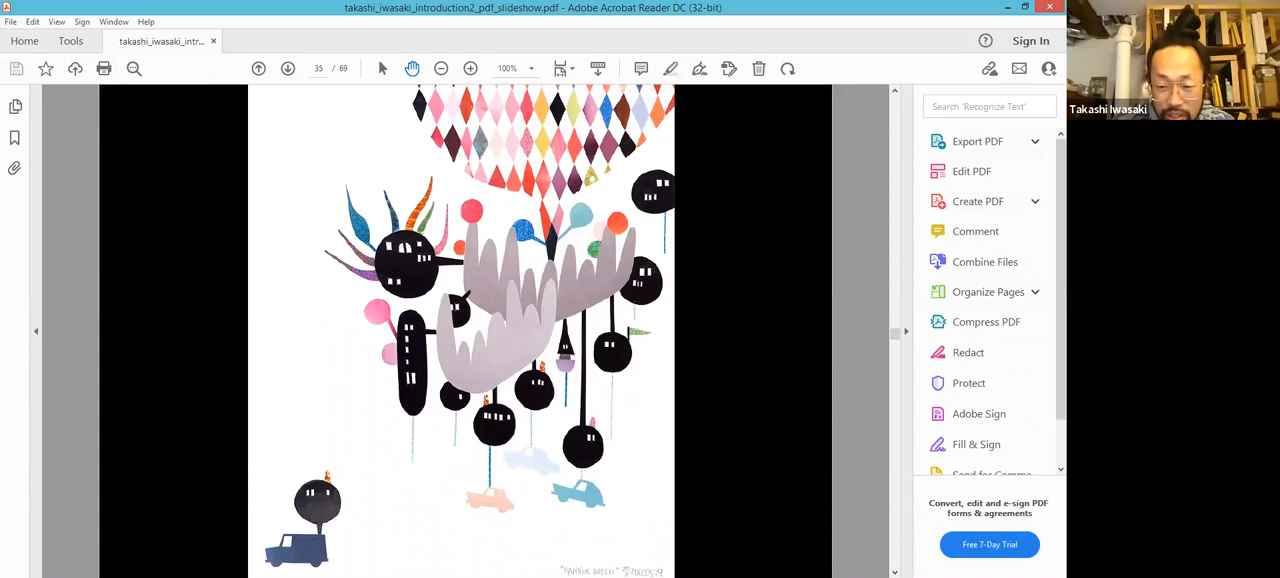 takashi_iwasaki_introduction2_pdf_slideshow.pdf - Adobe Acrobat Reader DC (32-bit)
File Edit View Sign Window Help
Home Tools takashi_iwasaki_intr... Sign In
35 / 69 100%
Takashi Iwasaki
Search 'Recognize Text'
Export PDF
Edit PDF
Create PDF
Comment
Combine Files
Organize Pages
Compress PDF
Redact
Protect
Adobe Sign
Fill & Sign
Convert, edit and e-sign PDF
forms & agreements
Free 7-Day Trial